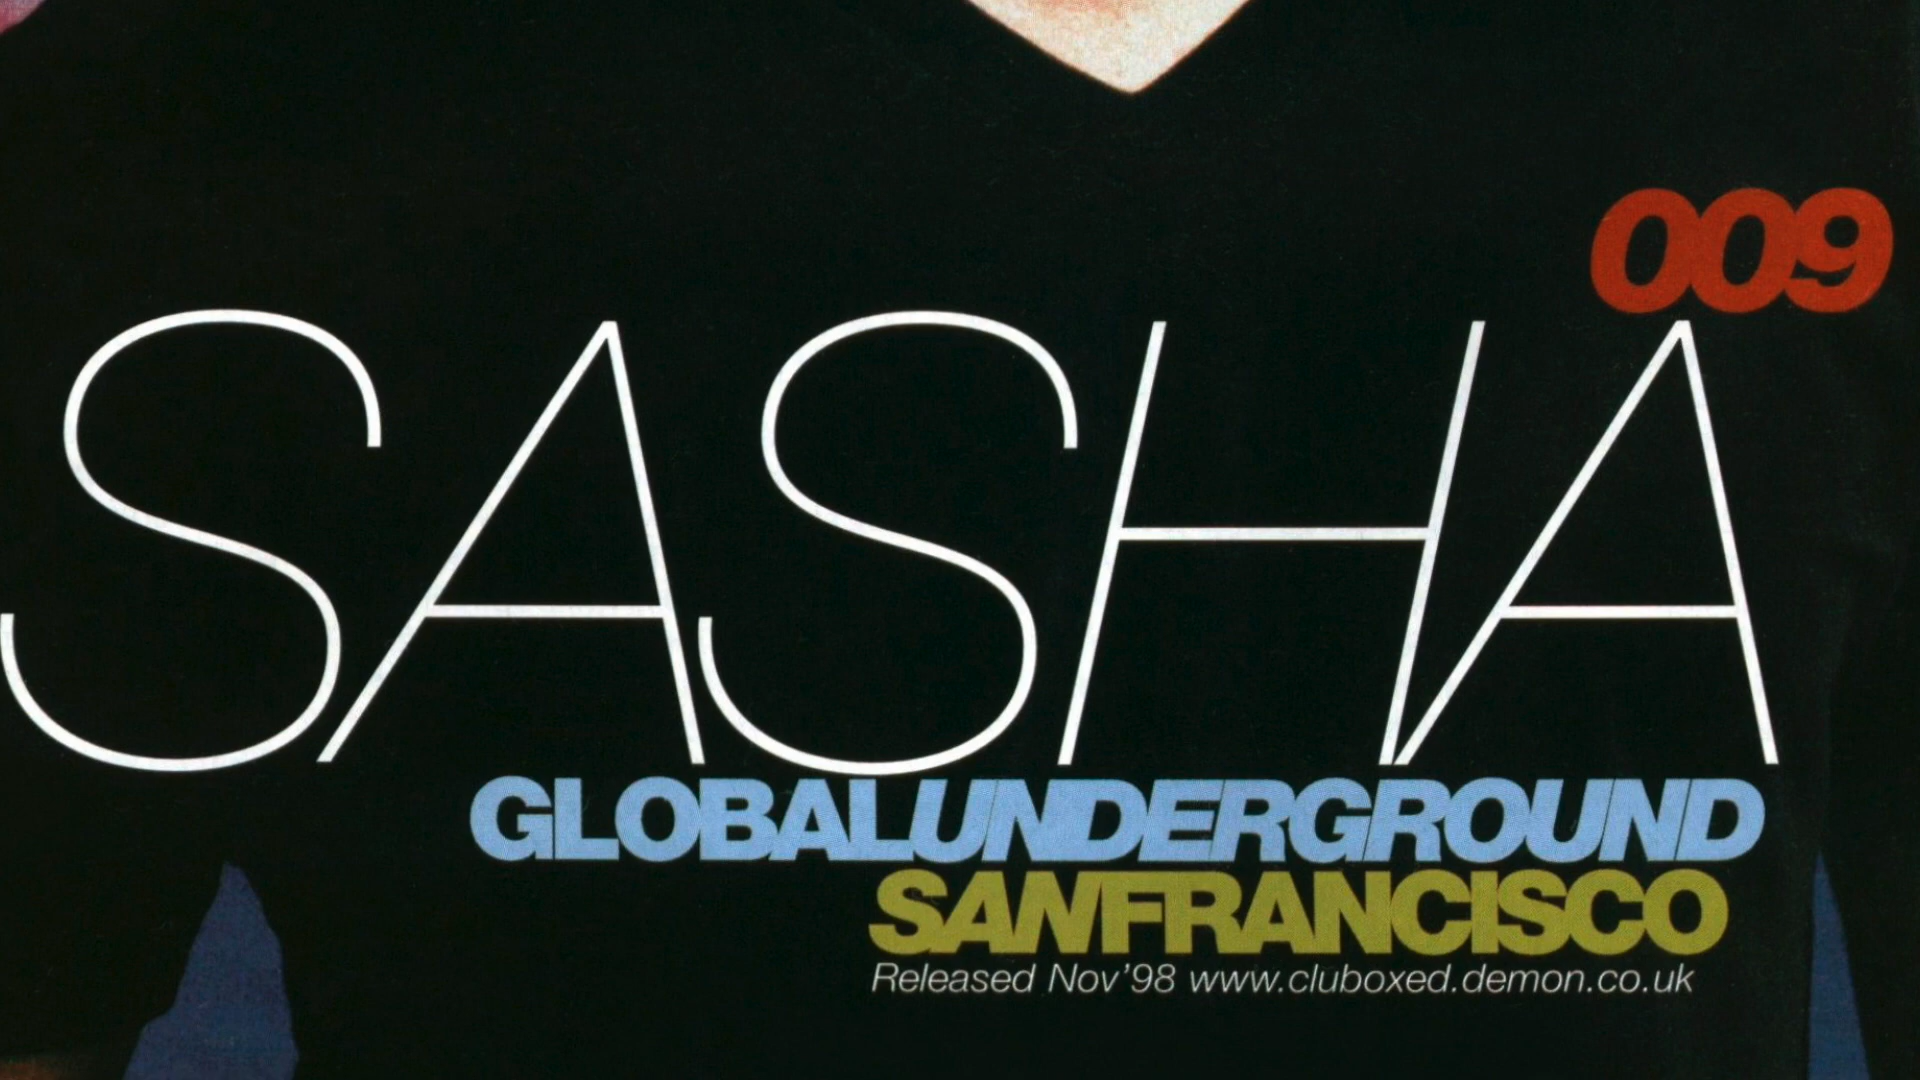 009
SASHA
GLOBALUNDERGROUND
SANFRANCISCO
Released Nov'98 www.cluboxed.demon.co.uk